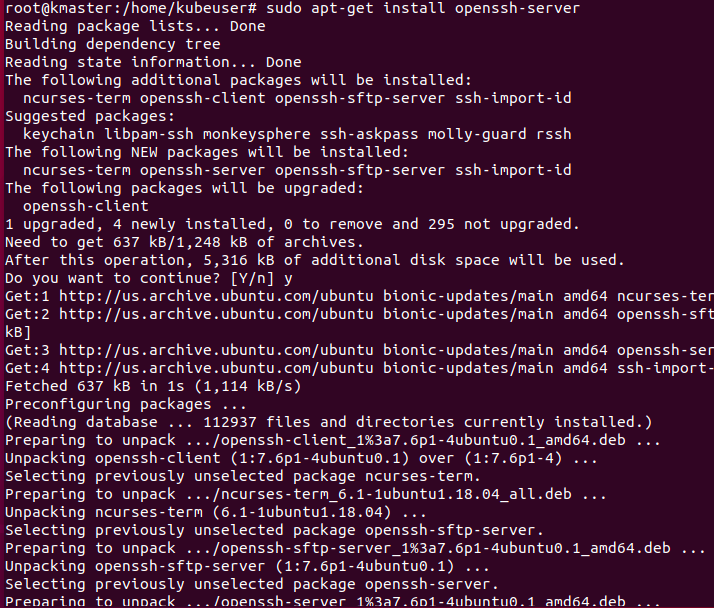 root@kmaster:/home/kubeuser# sudo apt-get install openssh-server
Reading package lists... Done
Building dependency tree
Reading state information... Done
The following additional packages will be installed:
  ncurses-term openssh-client openssh-sftp-server ssh-import-id
Suggested packages:
  keychain libpam-ssh monkeysphere ssh-askpass molly-guard rssh
The following NEW packages will be installed:
  ncurses-term openssh-server openssh-sftp-server ssh-import-id
The following packages will be upgraded:
  openssh-client
1 upgraded, 4 newly installed, 0 to remove and 295 not upgraded.
Need to get 637 kB/1,248 kB of archives.
After this operation, 5,316 kB of additional disk space will be used.
Do you want to continue? [Y/n] y
Get:1 http://us.archive.ubuntu.com/ubuntu bionic-updates/main amd64 ncurses-ter
Get:2 http://us.archive.ubuntu.com/ubuntu bionic-updates/main amd64 openssh-sft
kB]
Get:3 http://us.archive.ubuntu.com/ubuntu bionic-updates/main amd64 openssh-ser
Get:4 http://us.archive.ubuntu.com/ubuntu bionic-updates/main amd64 ssh-import-
Fetched 637 kB in 1s (1,114 kB/s)
Preconfiguring packages ...
(Reading database ... 112937 files and directories currently installed.)
Preparing to unpack .../openssh-client_1%3a7.6p1-4ubuntu0.1_amd64.deb ...
Unpacking openssh-client (1:7.6p1-4ubuntu0.1) over (1:7.6p1-4) ...
Selecting previously unselected package ncurses-term.
Preparing to unpack .../ncurses-term_6.1-1ubuntu1.18.04_all.deb ...
Unpacking ncurses-term (6.1-1ubuntu1.18.04) ...
Selecting previously unselected package openssh-sftp-server.
Preparing to unpack .../openssh-sftp-server_1%3a7.6p1-4ubuntu0.1_amd64.deb ...
Unpacking openssh-sftp-server (1:7.6p1-4ubuntu0.1) ...
Selecting previously unselected package openssh-server.
Preparing to unpack .../openssh-server_1%3a7.6p1-4ubuntu0.1_amd64.deb ...